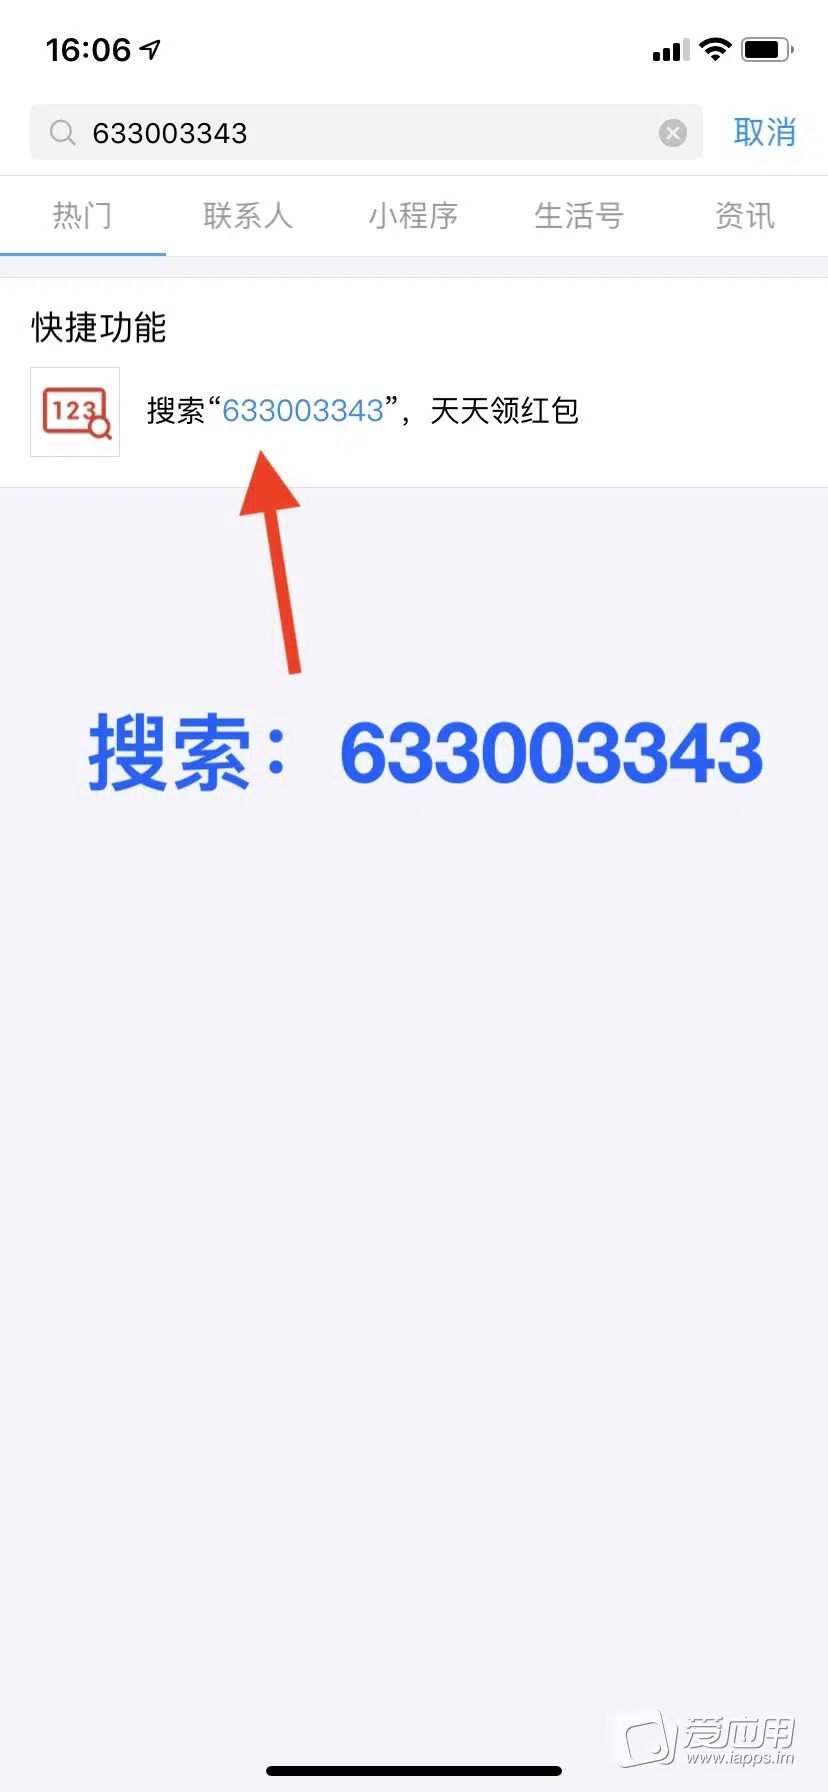 16:06
633003343
取消
热门 联系人 小程序 生活号 资讯
快捷功能
123
搜索“633003343”，天天领红包
搜索：633003343
爱应用
www.iapps.im